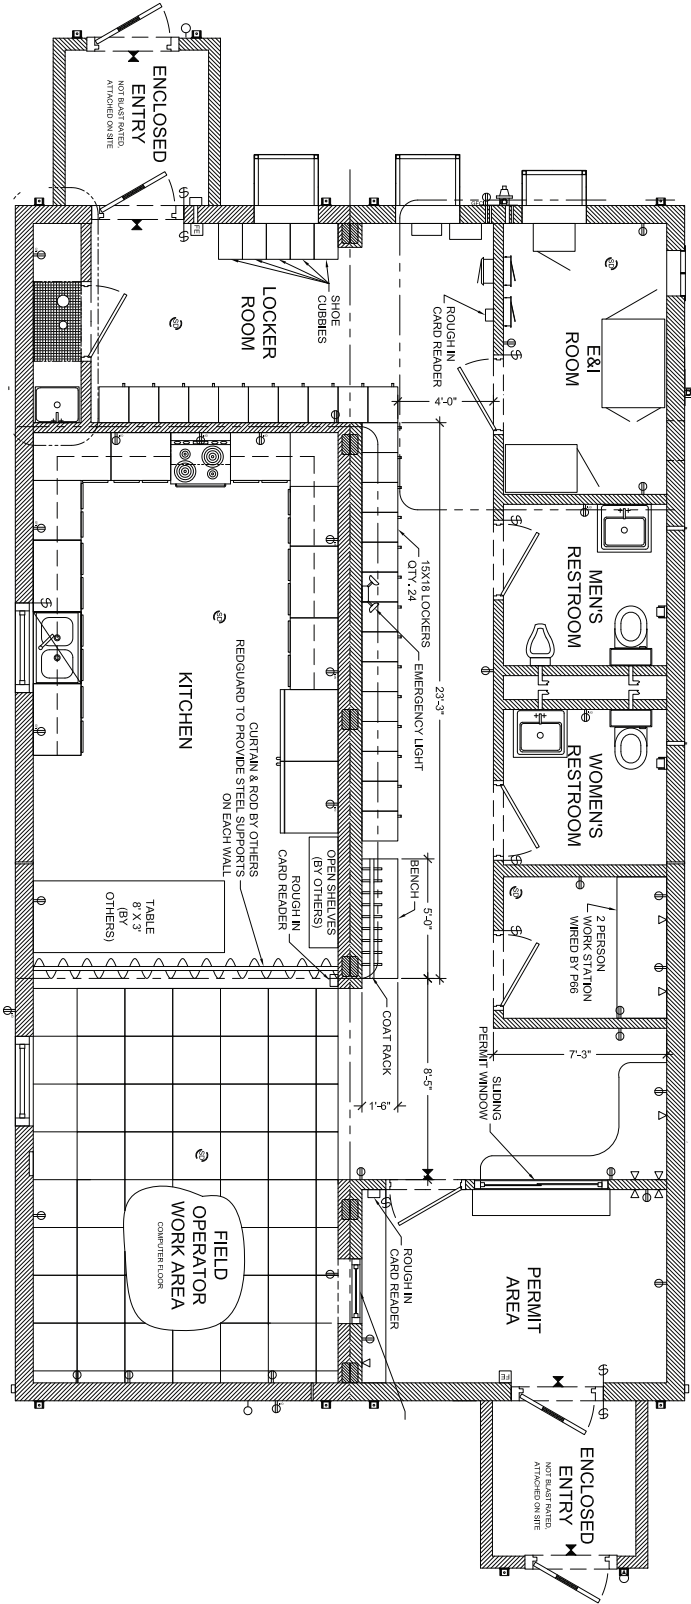 ENCLOSED
ENTRY
NOT BLAST RATED,
ATTACHED ON SITE
FE
LOCKER
ROOM
SHOE
CUBBIES
ROUGH IN
CARD READER
E&I
ROOM
4'-0"
15X18 LOCKERS
QTY. 24
EMERGENCY LIGHT
23'-3"
MEN'S
RESTROOM
WOMEN'S
RESTROOM
KITCHEN
CURTAIN & ROD BY OTHERS
REDGUARD TO PROVIDE STEEL SUPPORTS
ON EACH WALL
OPEN SHELVES
(BY OTHERS)
ROUGH IN
CARD READER
TABLE
8' X 3'
(BY
OTHERS)
BENCH
5'-0"
COAT RACK
8'-5"
1'-6"
2 PERSON
WORK STATION
WIRED BY P66
7'-3"
SLIDING
PERMIT WINDOW
FIELD
OPERATOR
WORK AREA
COMPUTER FLOOR
ROUGH IN
CARD READER
PERMIT
AREA
FE
ENCLOSED
ENTRY
NOT BLAST RATED,
ATTACHED ON SITE